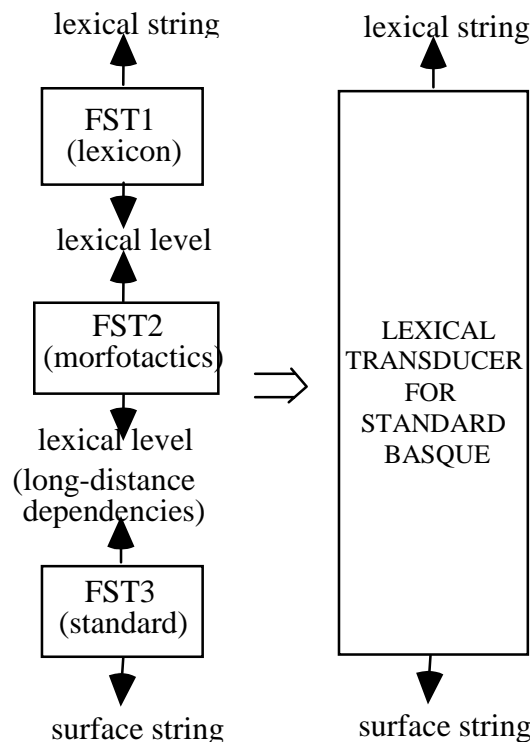 lexical string
FST1
(lexicon)
lexical level
FST2
(morfotactics)
lexical level
(long-distance
dependencies)
FST3
(standard)
surface string
lexical string
LEXICAL
TRANSDUCER
FOR
STANDARD
BASQUE
surface string